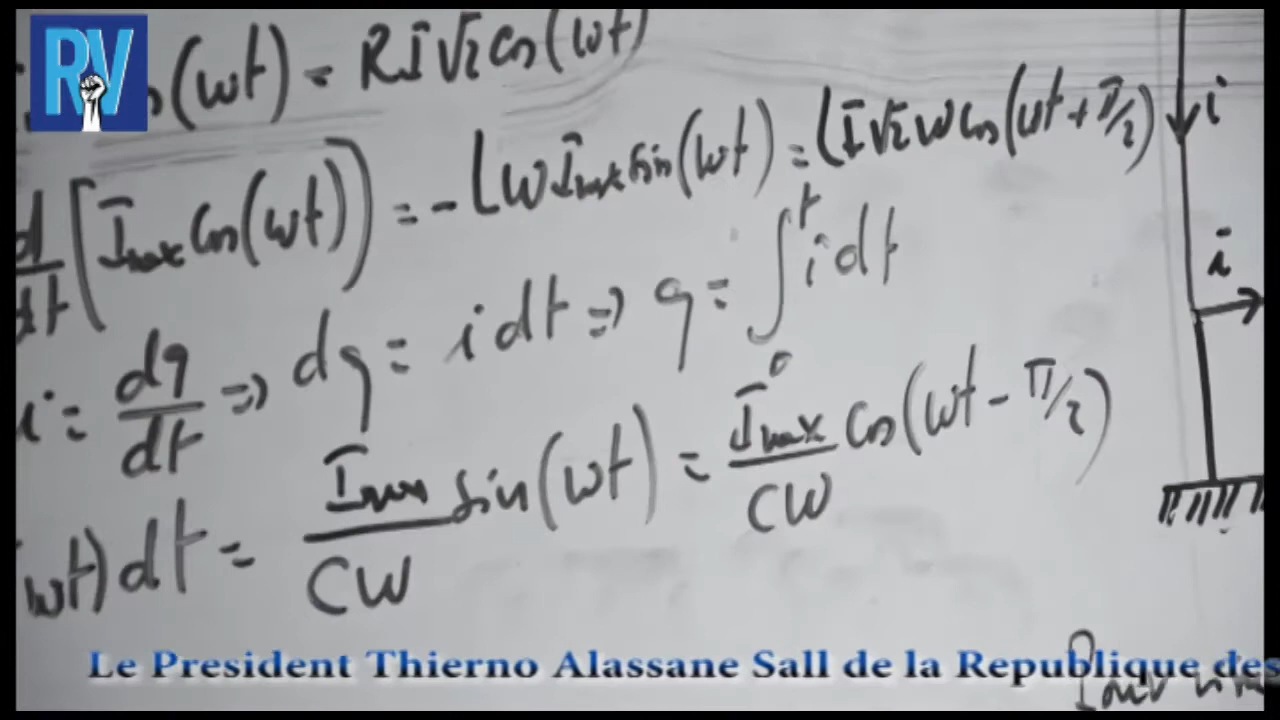 RV
(wt) = RI√2 cos(wt)
d/dt [Imax cos(wt)] = -LwImax sin(wt) = LI√2 w cos(wt + π/2)
i
i
i = dq/dt => dq = i dt => q = ∫₀ᵗ i dt
wt) dt = Imax/CW sin(wt) = Imax/CW cos(wt - π/2)
Le President Thierno Alassane Sall de la Republique des